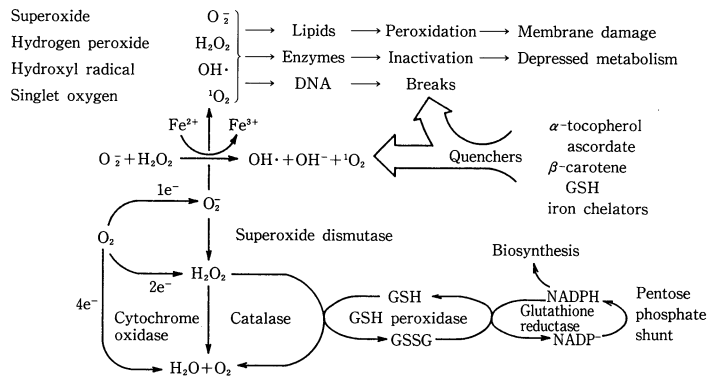 Superoxide O₂⁻
Hydrogen peroxide H₂O₂
Hydroxyl radical OH·
Singlet oxygen ¹O₂
Lipids Peroxidation Membrane damage
Enzymes Inactivation Depressed metabolism
DNA Breaks
Fe²⁺ Fe³⁺
O₂⁻+H₂O₂ OH·+OH⁻+¹O₂
Quenchers
α-tocopherol
ascordate
β-carotene
GSH
iron chelators
1e⁻
O₂⁻
O₂
Superoxide dismutase
2e⁻
H₂O₂
4e⁻
Cytochrome
oxidase
Catalase
H₂O+O₂
GSH
GSH peroxidase
GSSG
Biosynthesis
NADPH
Glutathione
reductase
NADP⁻
Pentose
phosphate
shunt